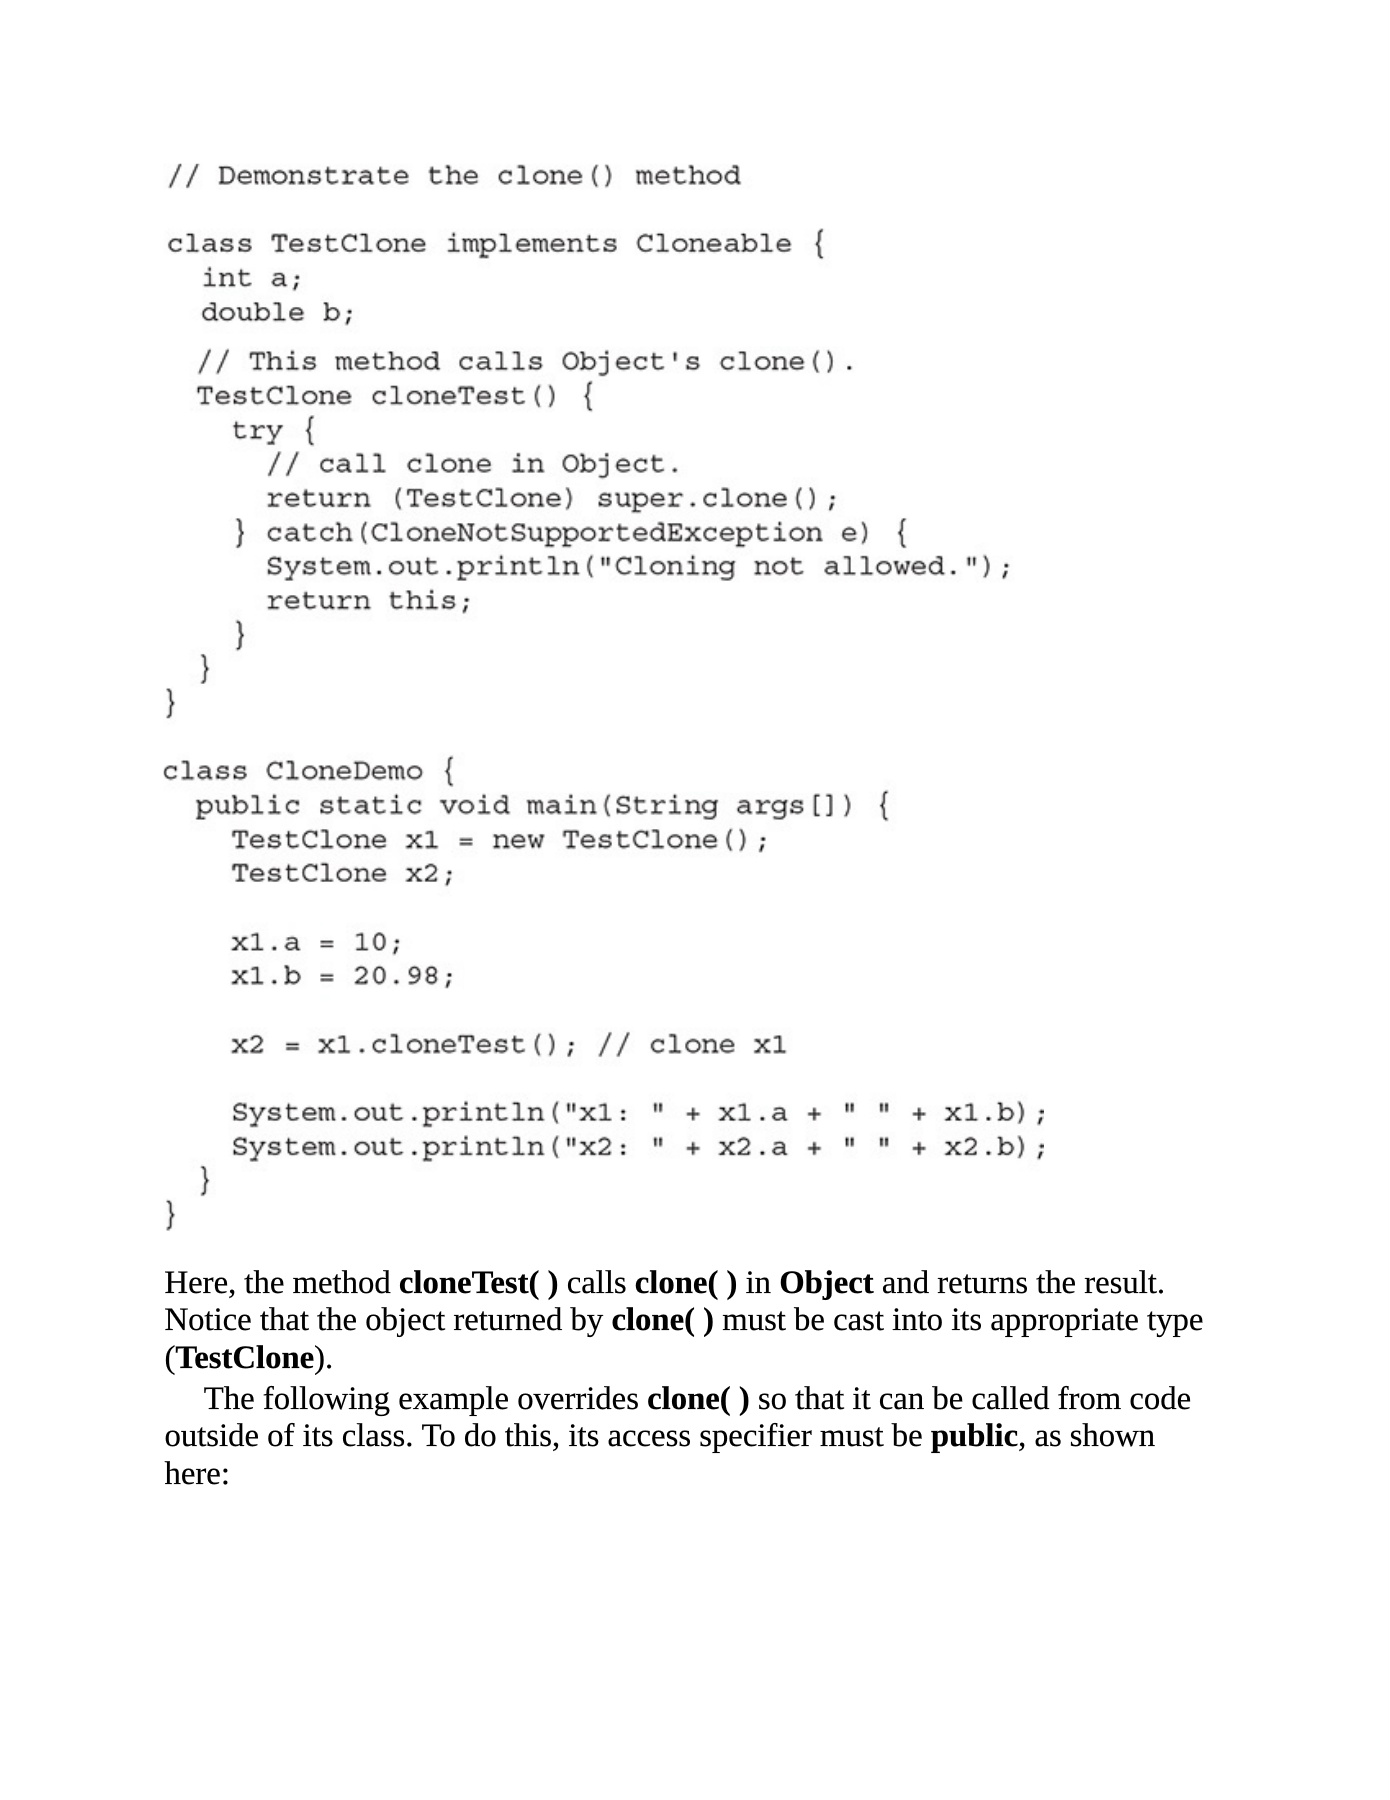 // Demonstrate the clone() method
class TestClone implements Cloneable {
int a;
double b;
// This method calls Object's clone().
TestClone cloneTest() {
try {
// call clone in Object.
return (TestClone) super.clone();
} catch(CloneNotSupportedException e) {
System.out.println("Cloning not allowed.");
return this;
}
}
}
class CloneDemo {
public static void main(String args[]) {
TestClone x1 = new TestClone();
TestClone x2;
x1.a = 10;
x1.b = 20.98;
x2 = x1.cloneTest(); // clone x1
System.out.println("x1: " + x1.a + " " + x1.b);
System.out.println("x2: " + x2.a + " " + x2.b);
}
}
Here, the method cloneTest( ) calls clone( ) in Object and returns the result.
Notice that the object returned by clone( ) must be cast into its appropriate type
(TestClone).
The following example overrides clone( ) so that it can be called from code
outside of its class. To do this, its access specifier must be public, as shown
here: